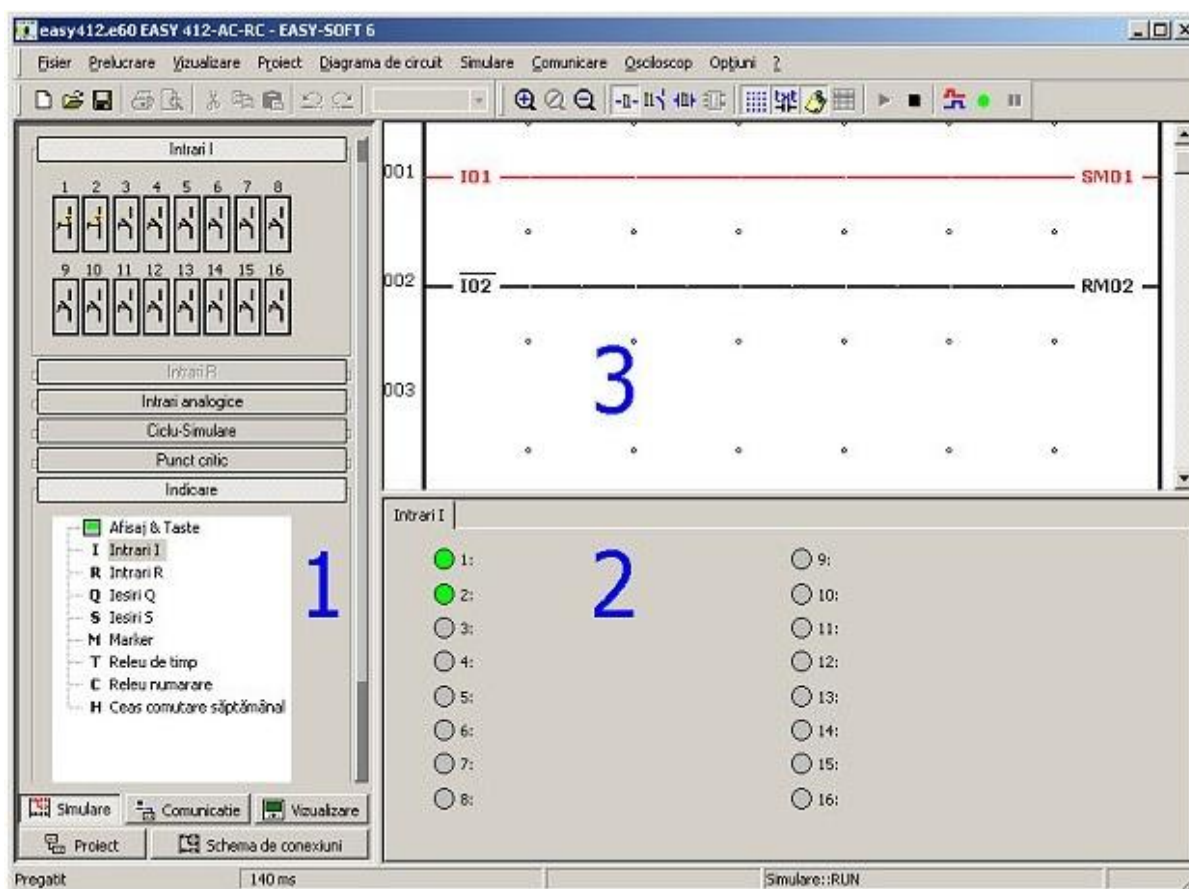 easy412.e60 EASY 412-AC-RC - EASY-SOFT 6
Fisier Prelucrare Vizualizare Proiect Diagrama de circuit Simulare Comunicare Osciloscop Opţiuni ?
Intrari I
1 2 3 4 5 6 7 8
9 10 11 12 13 14 15 16
Intrari R
Intrari analogice
Ciclu-Simulare
Punct critic
Indicare
Afisaj & Taste
I Intrari I
R Intrari R
Q Iesiri Q
S Iesiri S
M Marker
T Releu de timp
C Releu numarare
H Ceas comutare săptămânal
1
Simulare Comunicatie Vizualizare
Proiect Schema de conexiuni
001 I01 SM01
002 I02 RM02
003
3
Intrari I
1: 9:
2: 10:
3: 11:
4: 12:
5: 13:
6: 14:
7: 15:
8: 16:
2
Pregatit 140 ms Simulare::RUN